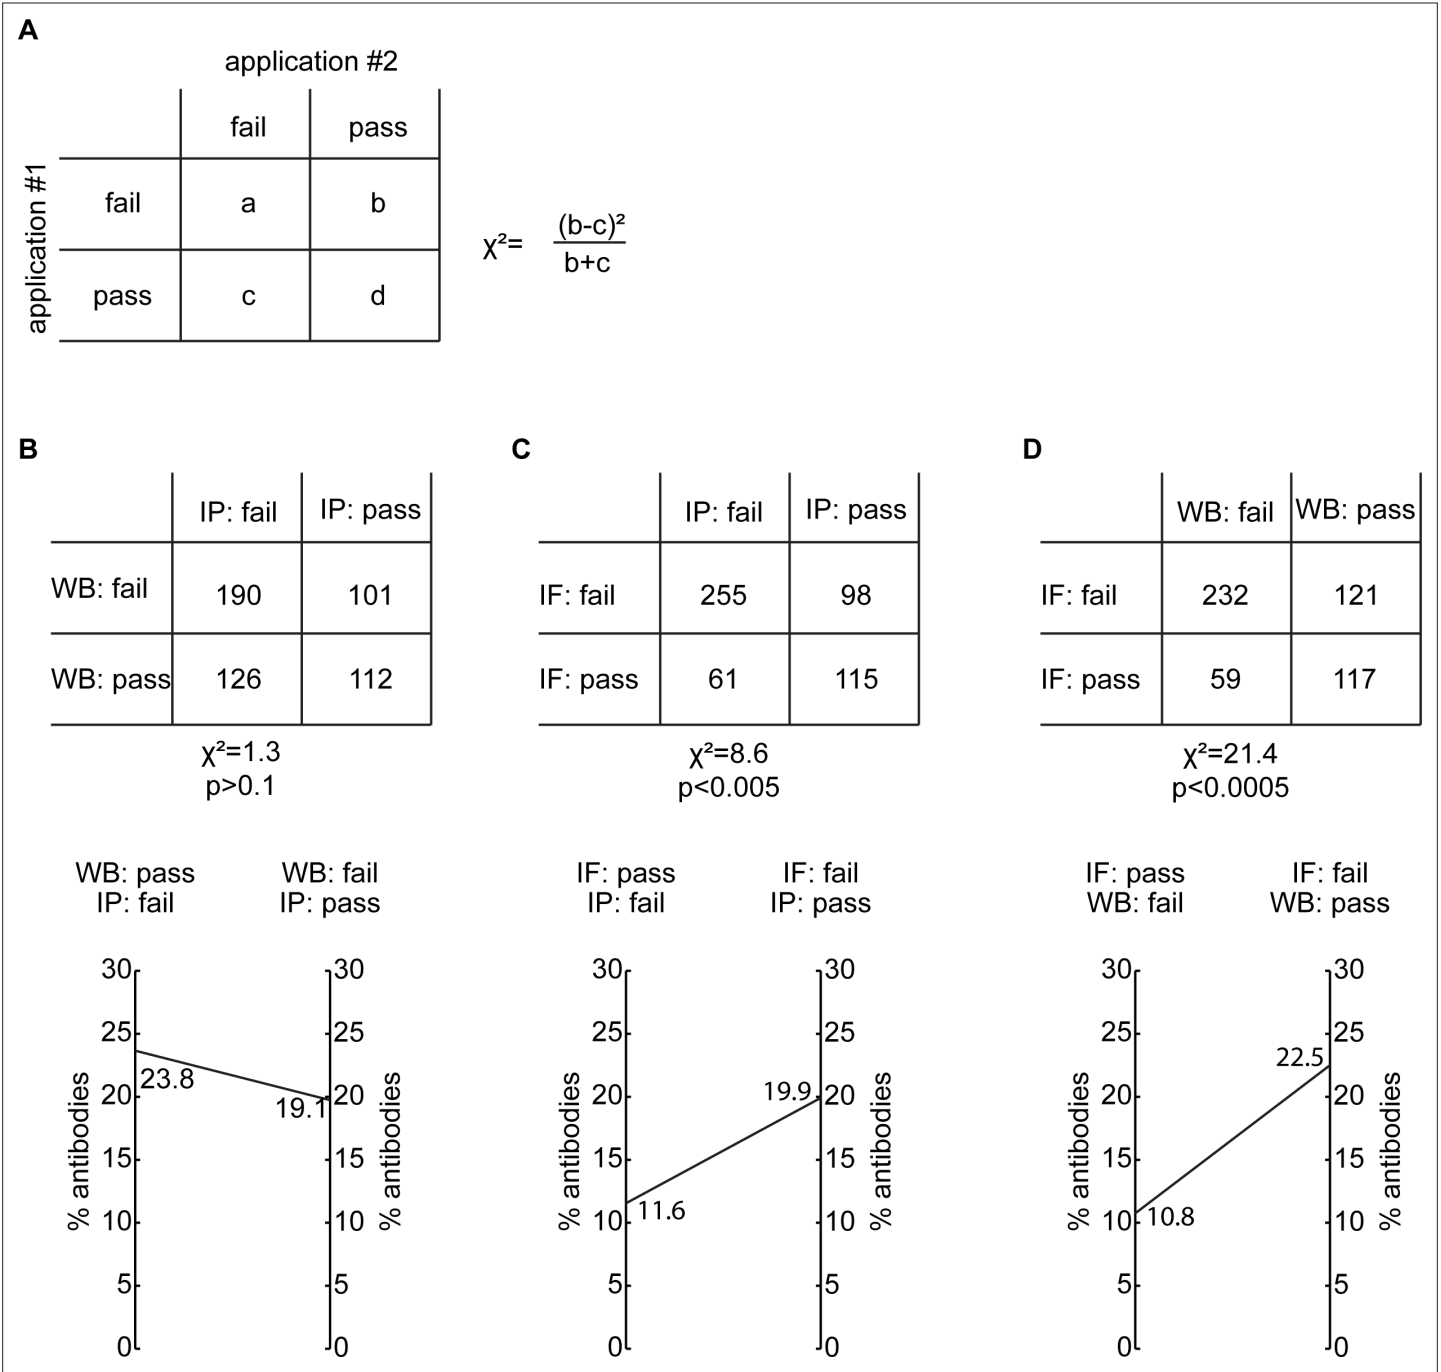 A
application #2
fail pass
application #1
fail a b
pass c d
χ²= (b-c)²
b+c
B
IP: fail IP: pass
WB: fail 190 101
WB: pass 126 112
χ²=1.3
p>0.1
WB: pass WB: fail
IP: fail IP: pass
30 30
25 25
23.8
20 20
19.1
15 15
10 10
5 5
0 0
% antibodies % antibodies
C
IP: fail IP: pass
IF: fail 255 98
IF: pass 61 115
χ²=8.6
p<0.005
IF: pass IF: fail
IP: fail IP: pass
30 30
25 25
19.9
20 20
15 15
11.6
10 10
5 5
0 0
% antibodies % antibodies
D
WB: fail WB: pass
IF: fail 232 121
IF: pass 59 117
χ²=21.4
p<0.0005
IF: pass IF: fail
WB: fail WB: pass
30 30
25 25
22.5
20 20
15 15
10 10
10.8
5 5
0 0
% antibodies % antibodies